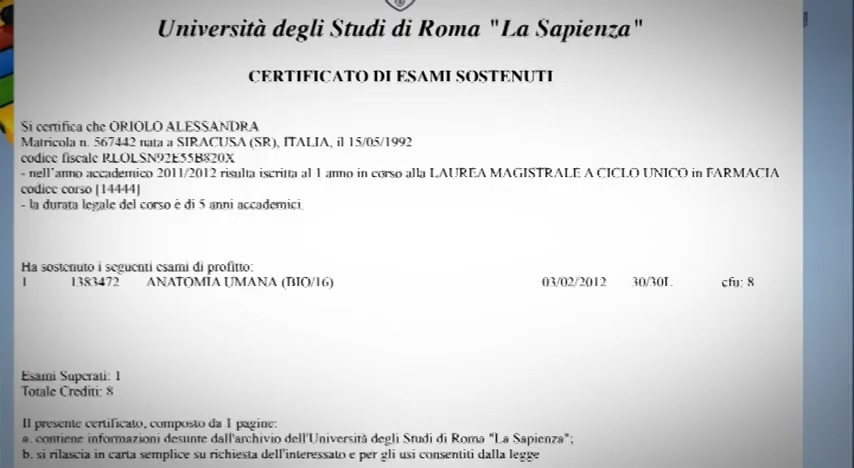 Università degli Studi di Roma "La Sapienza"
CERTIFICATO DI ESAMI SOSTENUTI
Si certifica che ORIOLO ALESSANDRA
Matricola n. 567442 nata a SIRACUSA (SR), ITALIA, il 15/05/1992
codice fiscale RLOLSN92E55B820X
- nell'anno accademico 2011/2012 risulta iscritta al 1 anno in corso alla LAUREA MAGISTRALE A CICLO UNICO in FARMACIA
codice corso [14444]
- la durata legale del corso è di 5 anni accademici.
Ha sostenuto i seguenti esami di profitto:
1 1383472 ANATOMIA UMANA (BIO/16) 03/02/2012 30/30L cfu: 8
Esami Superati: 1
Totale Crediti: 8
Il presente certificato, composto da 1 pagine:
a. contiene informazioni desunte dall'archivio dell'Università degli Studi di Roma "La Sapienza";
b. si rilascia in carta semplice su richiesta dell'interessato e per gli usi consentiti dalla legge